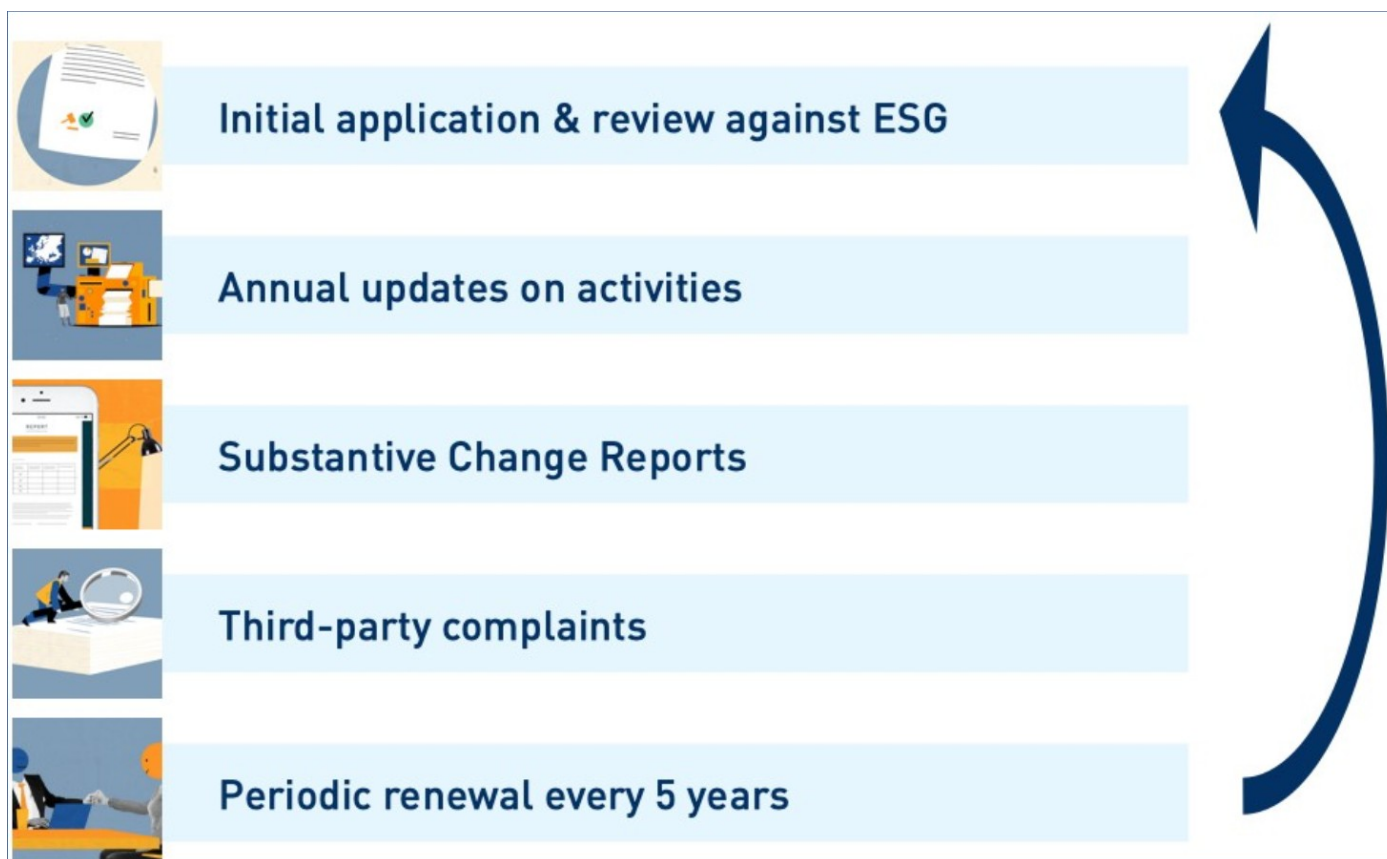 Initial application & review against ESG
Annual updates on activities
REPORT
Substantive Change Reports
Third-party complaints
Periodic renewal every 5 years